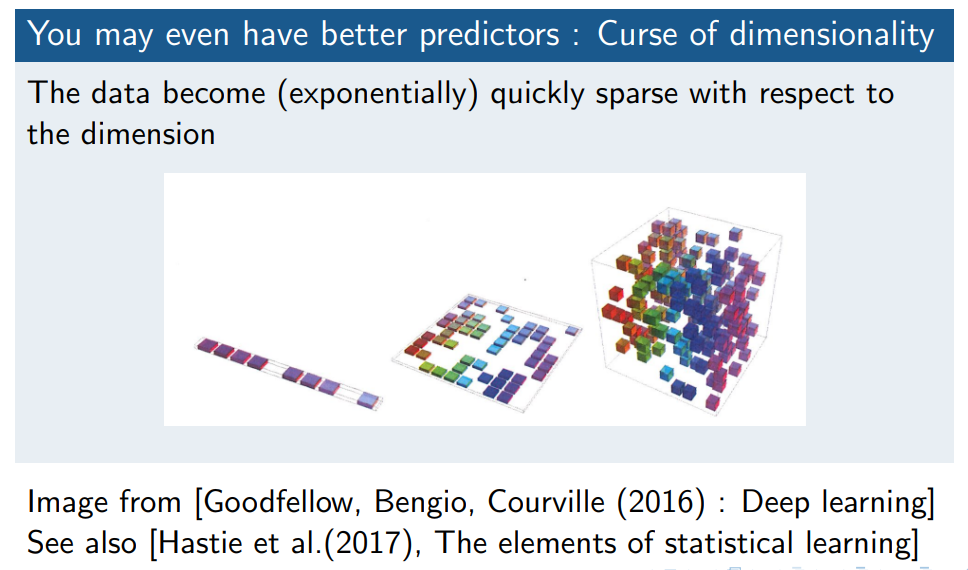 You may even have better predictors : Curse of dimensionality
The data become (exponentially) quickly sparse with respect to
the dimension
Image from [Goodfellow, Bengio, Courville (2016) : Deep learning]
See also [Hastie et al.(2017), The elements of statistical learning]